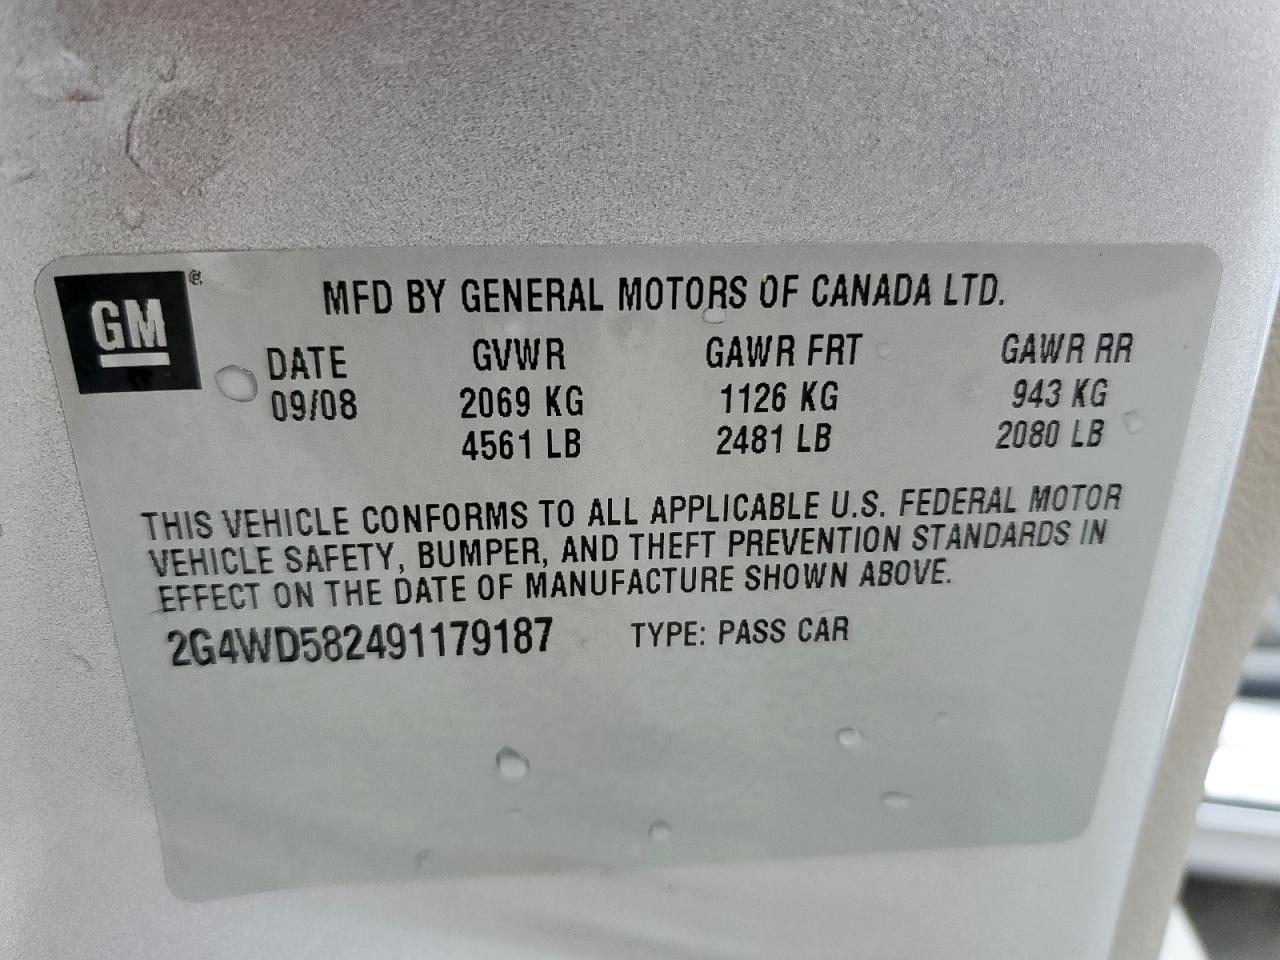 GM ® MFD BY GENERAL MOTORS OF CANADA LTD.
DATE GVWR GAWR FRT GAWR RR
09/08 2069 KG 1126 KG 943 KG
4561 LB 2481 LB 2080 LB
THIS VEHICLE CONFORMS TO ALL APPLICABLE U.S. FEDERAL MOTOR
VEHICLE SAFETY, BUMPER, AND THEFT PREVENTION STANDARDS IN
EFFECT ON THE DATE OF MANUFACTURE SHOWN ABOVE.
2G4WD582491179187 TYPE: PASS CAR